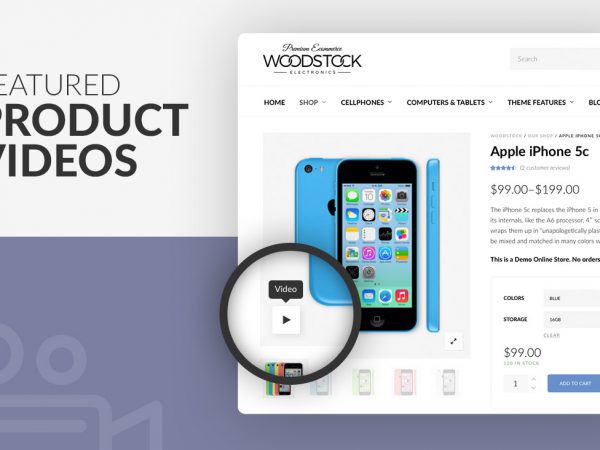 FEATURED
PRODUCT
VIDEOS
Premium Ecommerce
WOODSTOCK
ELECTRONICS
Search
HOME SHOP CELLPHONES COMPUTERS & TABLETS THEME FEATURES BLO
WOODSTOCK / OUR SHOP / APPLE IPHONE 5C
Apple iPhone 5c
(2 customer reviews)
$99.00–$199.00
The iPhone 5c replaces the iPhone 5 in
its internals, like the A6 processor, 4″
wraps them up in "unapologetically plast
be mixed and matched in many colors w
This is a Demo Online Store. No orders
Video
COLORS BLUE
STORAGE 16GB
CLEAR
$99.00
IN STOCK
1 ADD TO CART